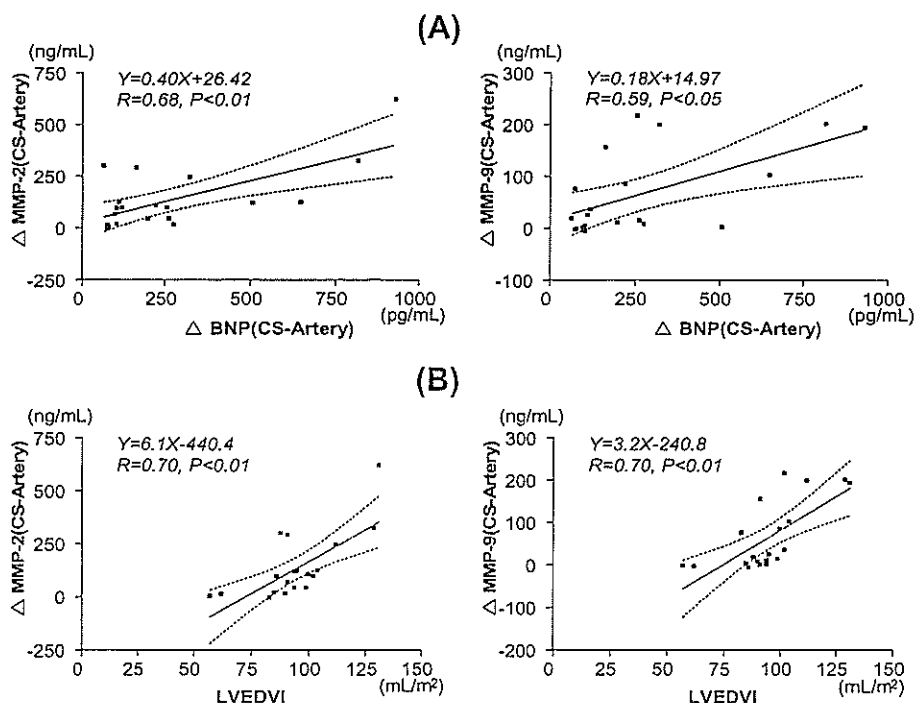 (A)
(ng/mL)
750
500
250
0
-250
Δ MMP-2(CS-Artery)
Y=0.40X+26.42
R=0.68, P<0.01
0 250 500 750 1000
(pg/mL)
Δ BNP(CS-Artery)
(ng/mL)
300
200
100
0
-100
Δ MMP-9(CS-Artery)
Y=0.18X+14.97
R=0.59, P<0.05
0 250 500 750 1000
(pg/mL)
Δ BNP(CS-Artery)
(B)
(ng/mL)
750
500
250
0
-250
Δ MMP-2(CS-Artery)
Y=6.1X-440.4
R=0.70, P<0.01
0 25 50 75 100 125 150
(mL/m²)
LVEDVI
(ng/mL)
300
200
100
0
-100
-200
Δ MMP-9(CS-Artery)
Y=3.2X-240.8
R=0.70, P<0.01
0 25 50 75 100 125 150
(mL/m²)
LVEDVI